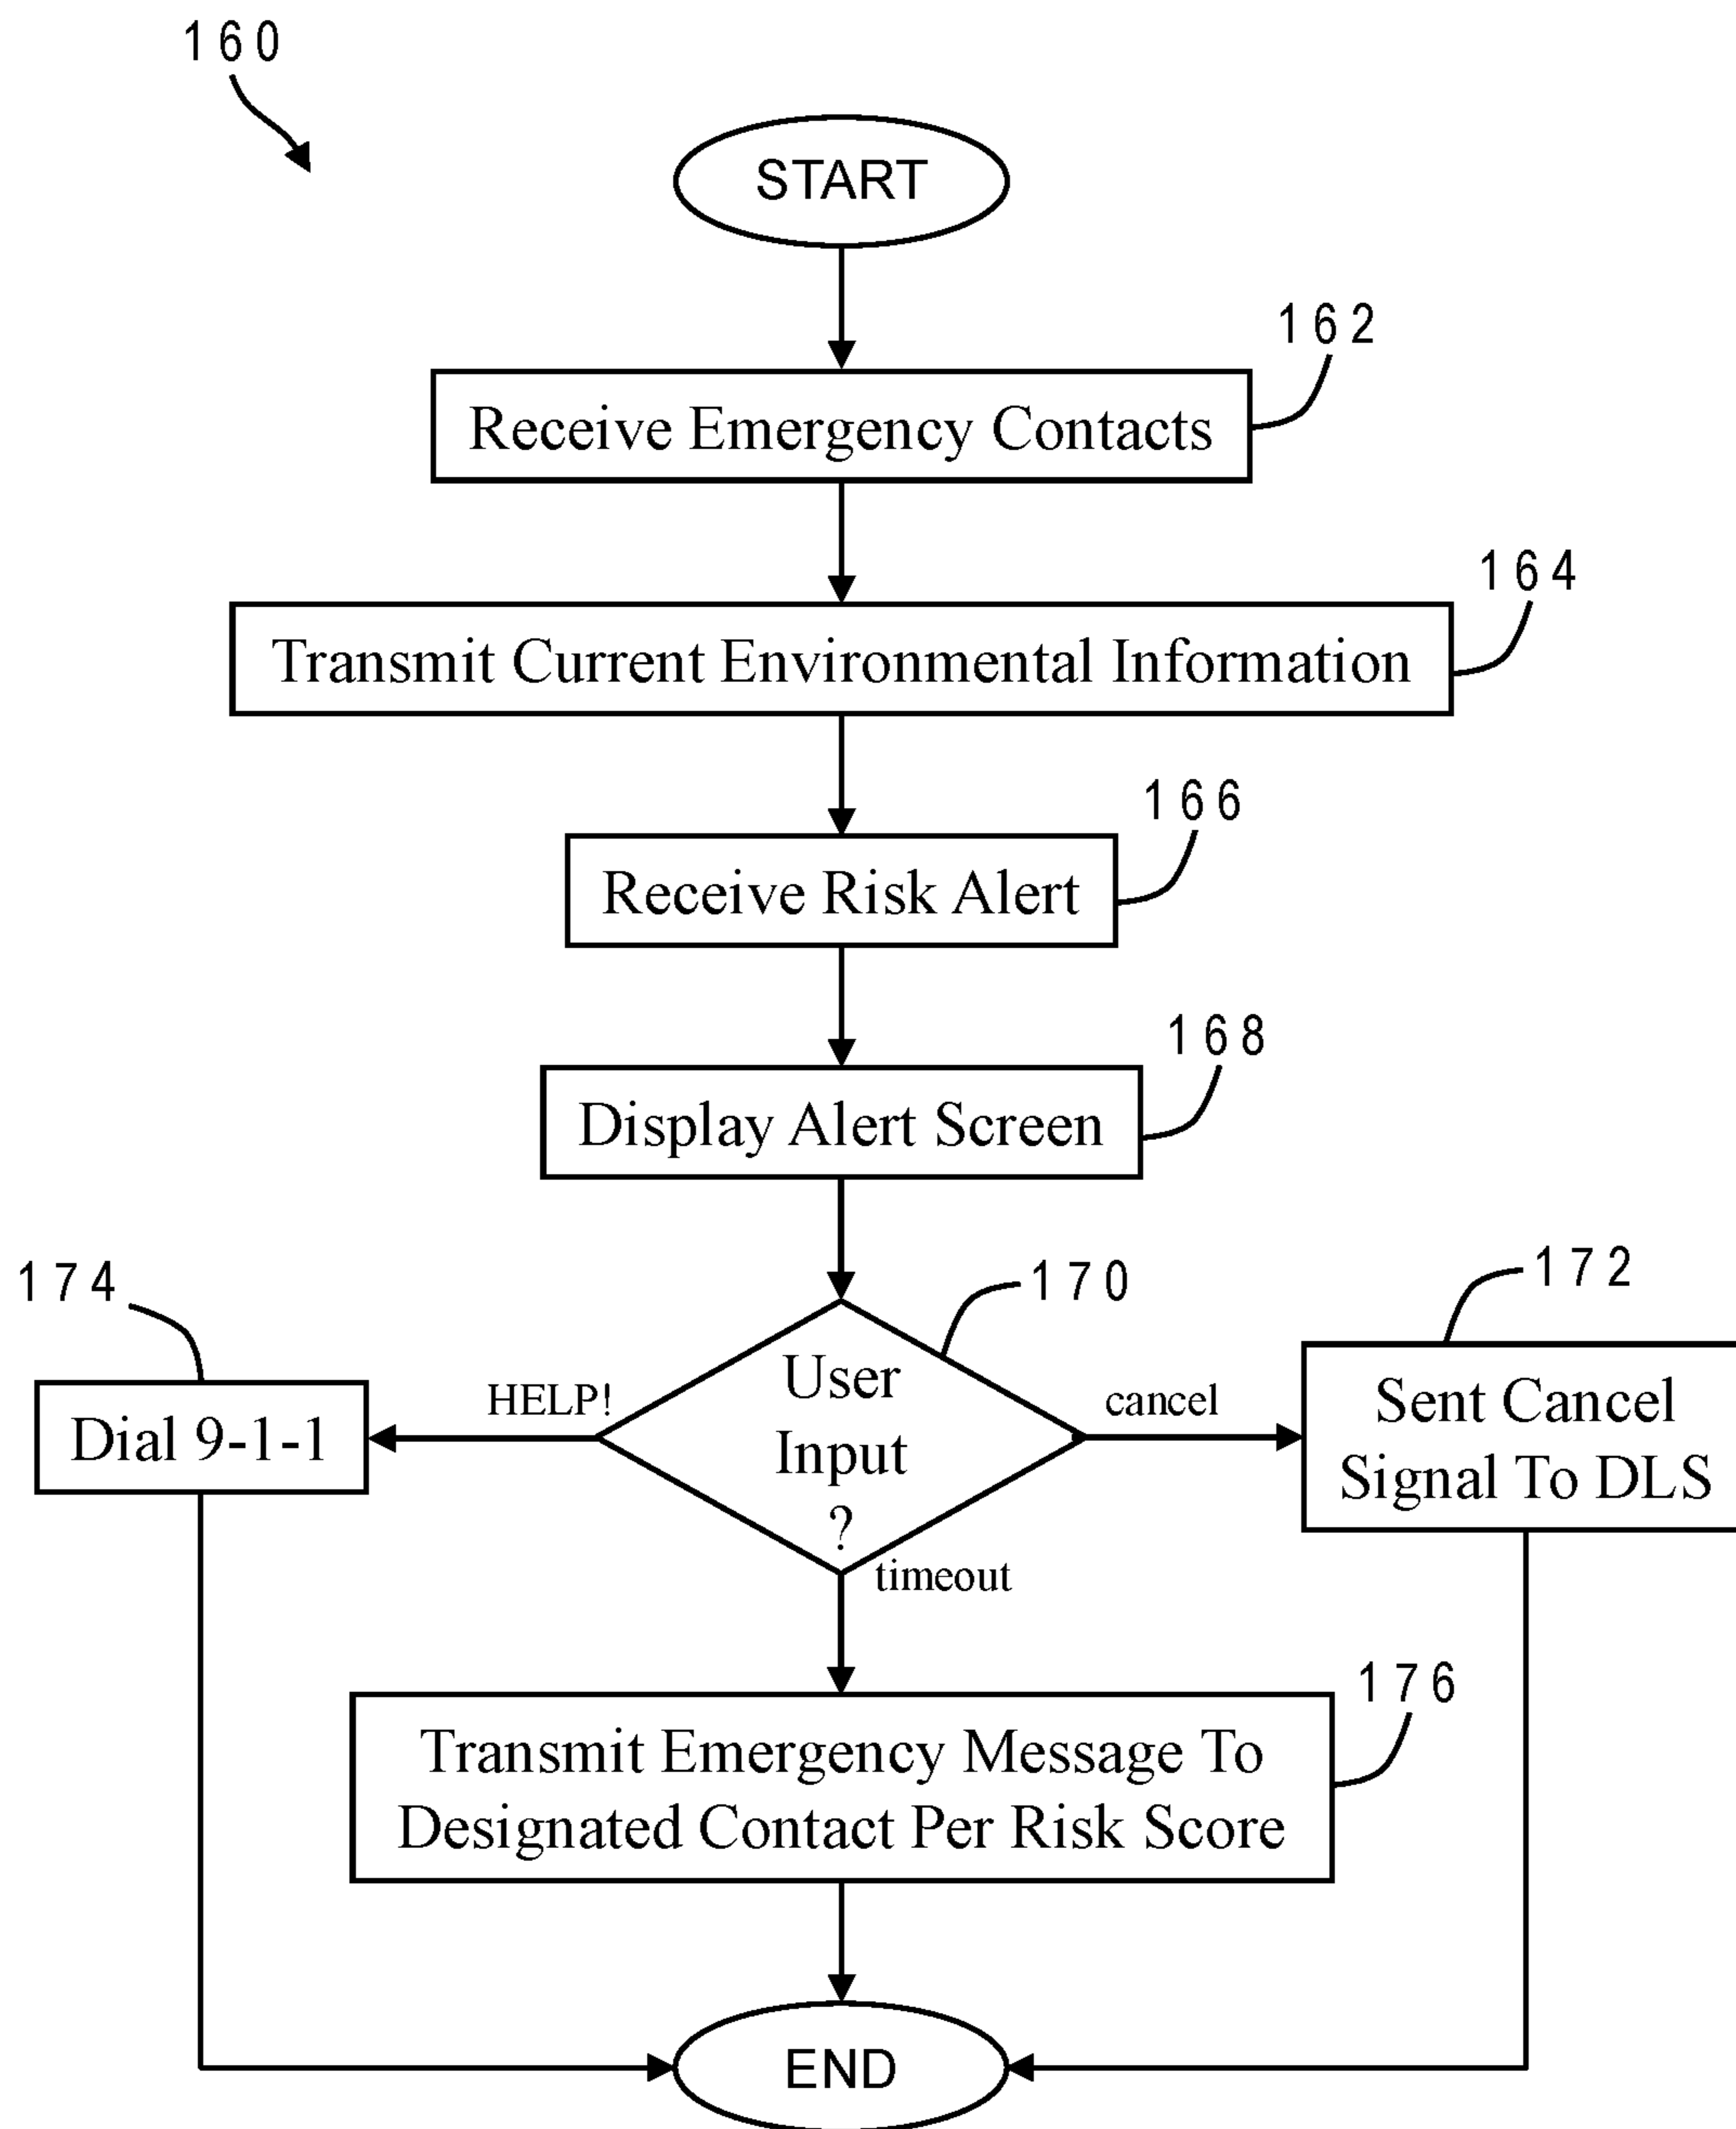 160
START
162
Receive Emergency Contacts
164
Transmit Current Environmental Information
166
Receive Risk Alert
168
Display Alert Screen
170
172
174
User
Input
?
HELP!
cancel
timeout
Dial 9-1-1
Sent Cancel
Signal To DLS
176
Transmit Emergency Message To
Designated Contact Per Risk Score
END